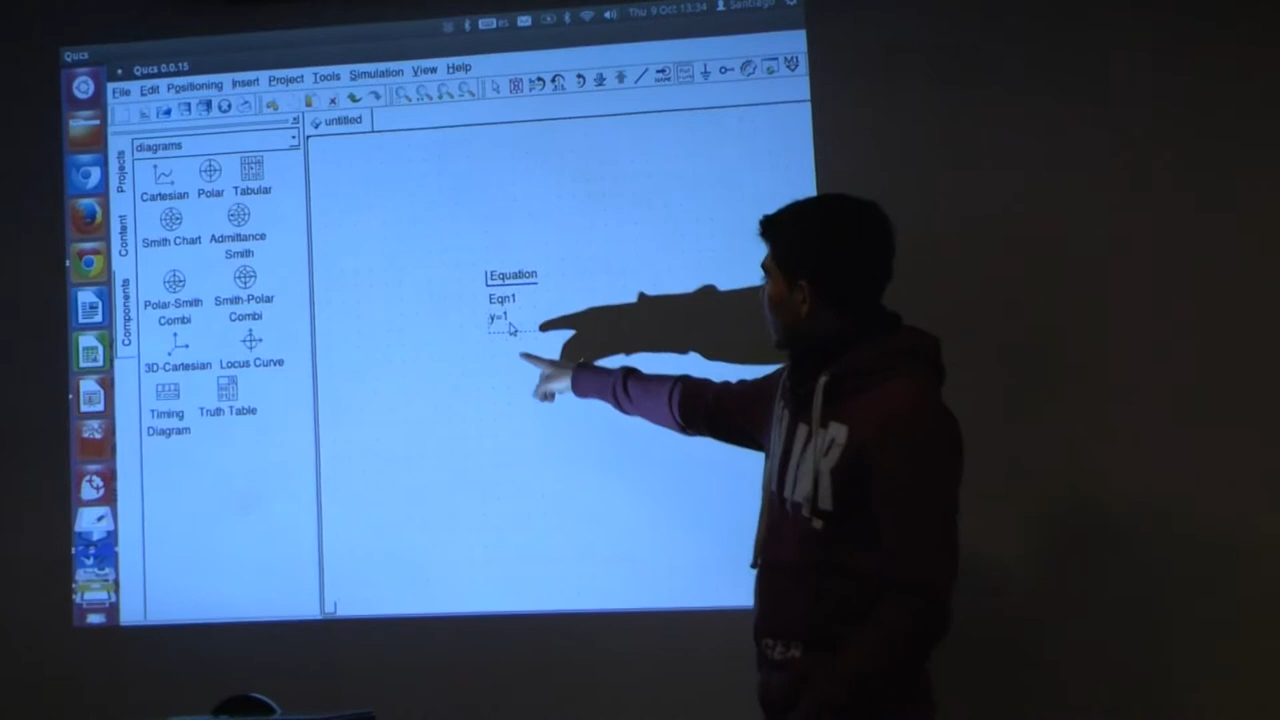 Qucs
es
Thu 9 Oct 13:34
Santiago
Qucs 0.0.15
File Edit Positioning Insert Project Tools Simulation View Help
untitled
Projects
Content
Components
diagrams
Cartesian Polar Tabular
Smith Chart Admittance
Smith
Polar-Smith Smith-Polar
Combi Combi
3D-Cartesian Locus Curve
Timing Truth Table
Diagram
Equation
Eqn1
y=1